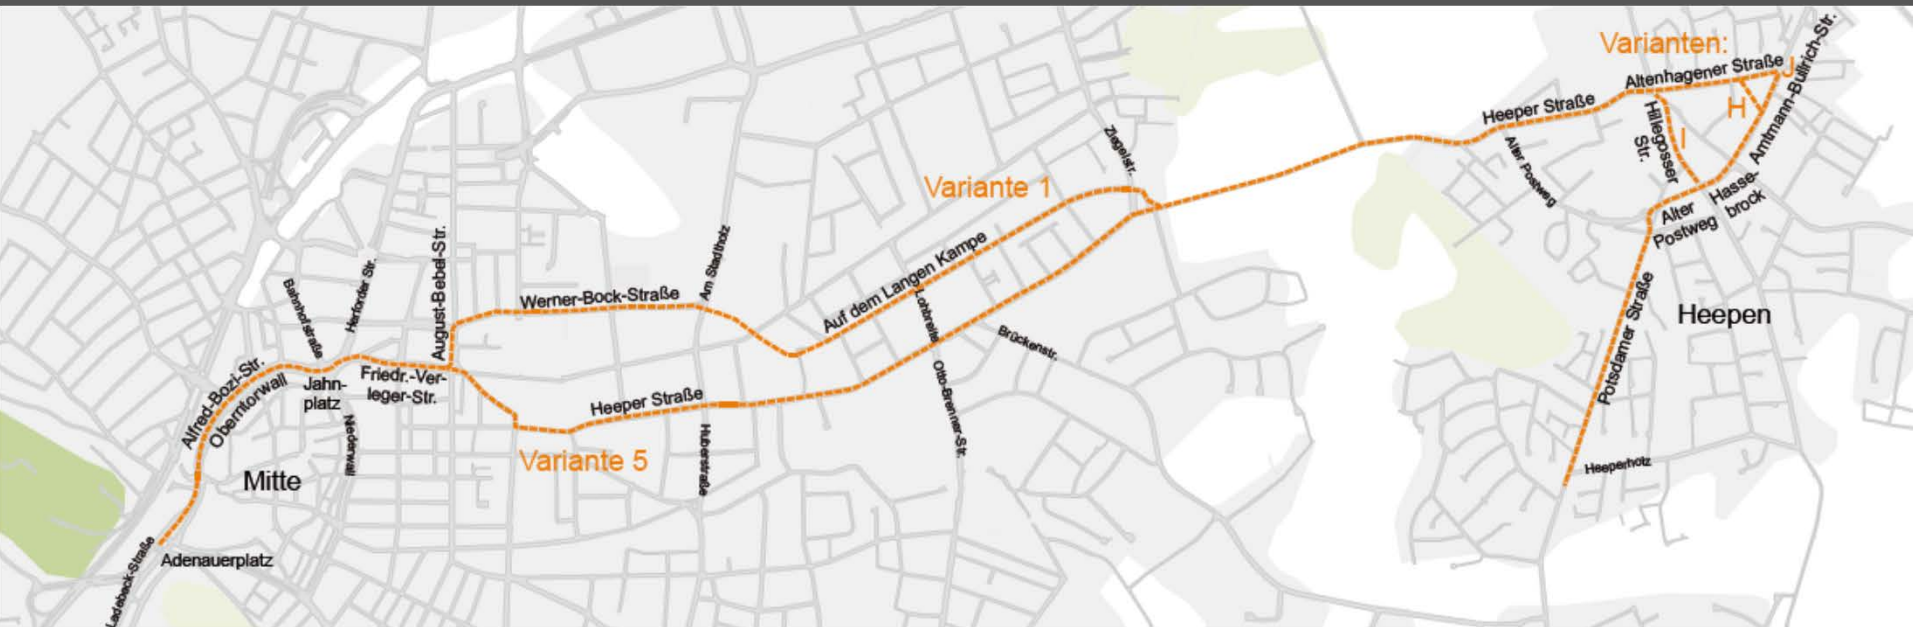 Varianten:
J
Altenhagener Straße
Amtmann-Bullrich-Str.
Heeper Straße
H
Hillegosser
Str.
I
Alter Postweg
Ziegelstr.
Variante 1
Hasse-
brock
Alter
Postweg
Auf dem Langen Kampe
Am Stadtholz
August-Bebel-Str.
Herforder Str.
Bahnhofstraße
Werner-Bock-Straße
Lohbreite
Brückenstr.
Potsdamer Straße
Heepen
Alfred-Bozi-Str.
Oberntorwall
Jahn-
platz
Friedr.-Ver-
leger-Str.
Heeper Straße
Otto-Brenner-Str.
Niederwall
Huberstraße
Variante 5
Mitte
Heeperholz
Adenauerplatz
Ladebeck-Straße